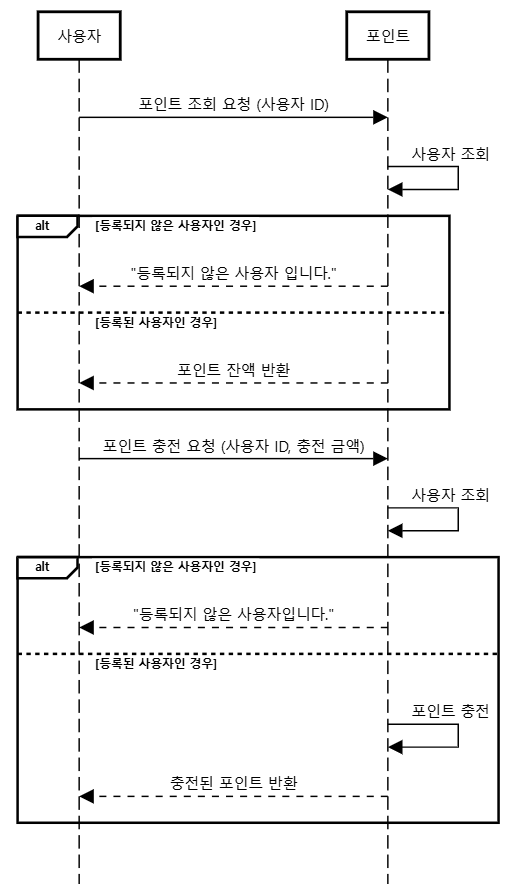 사용자
포인트
포인트 조회 요청 (사용자 ID)
사용자 조회
alt
[등록되지 않은 사용자인 경우]
"등록되지 않은 사용자 입니다."
[등록된 사용자인 경우]
포인트 잔액 반환
포인트 충전 요청 (사용자 ID, 충전 금액)
사용자 조회
alt
[등록되지 않은 사용자인 경우]
"등록되지 않은 사용자입니다."
[등록된 사용자인 경우]
포인트 충전
충전된 포인트 반환